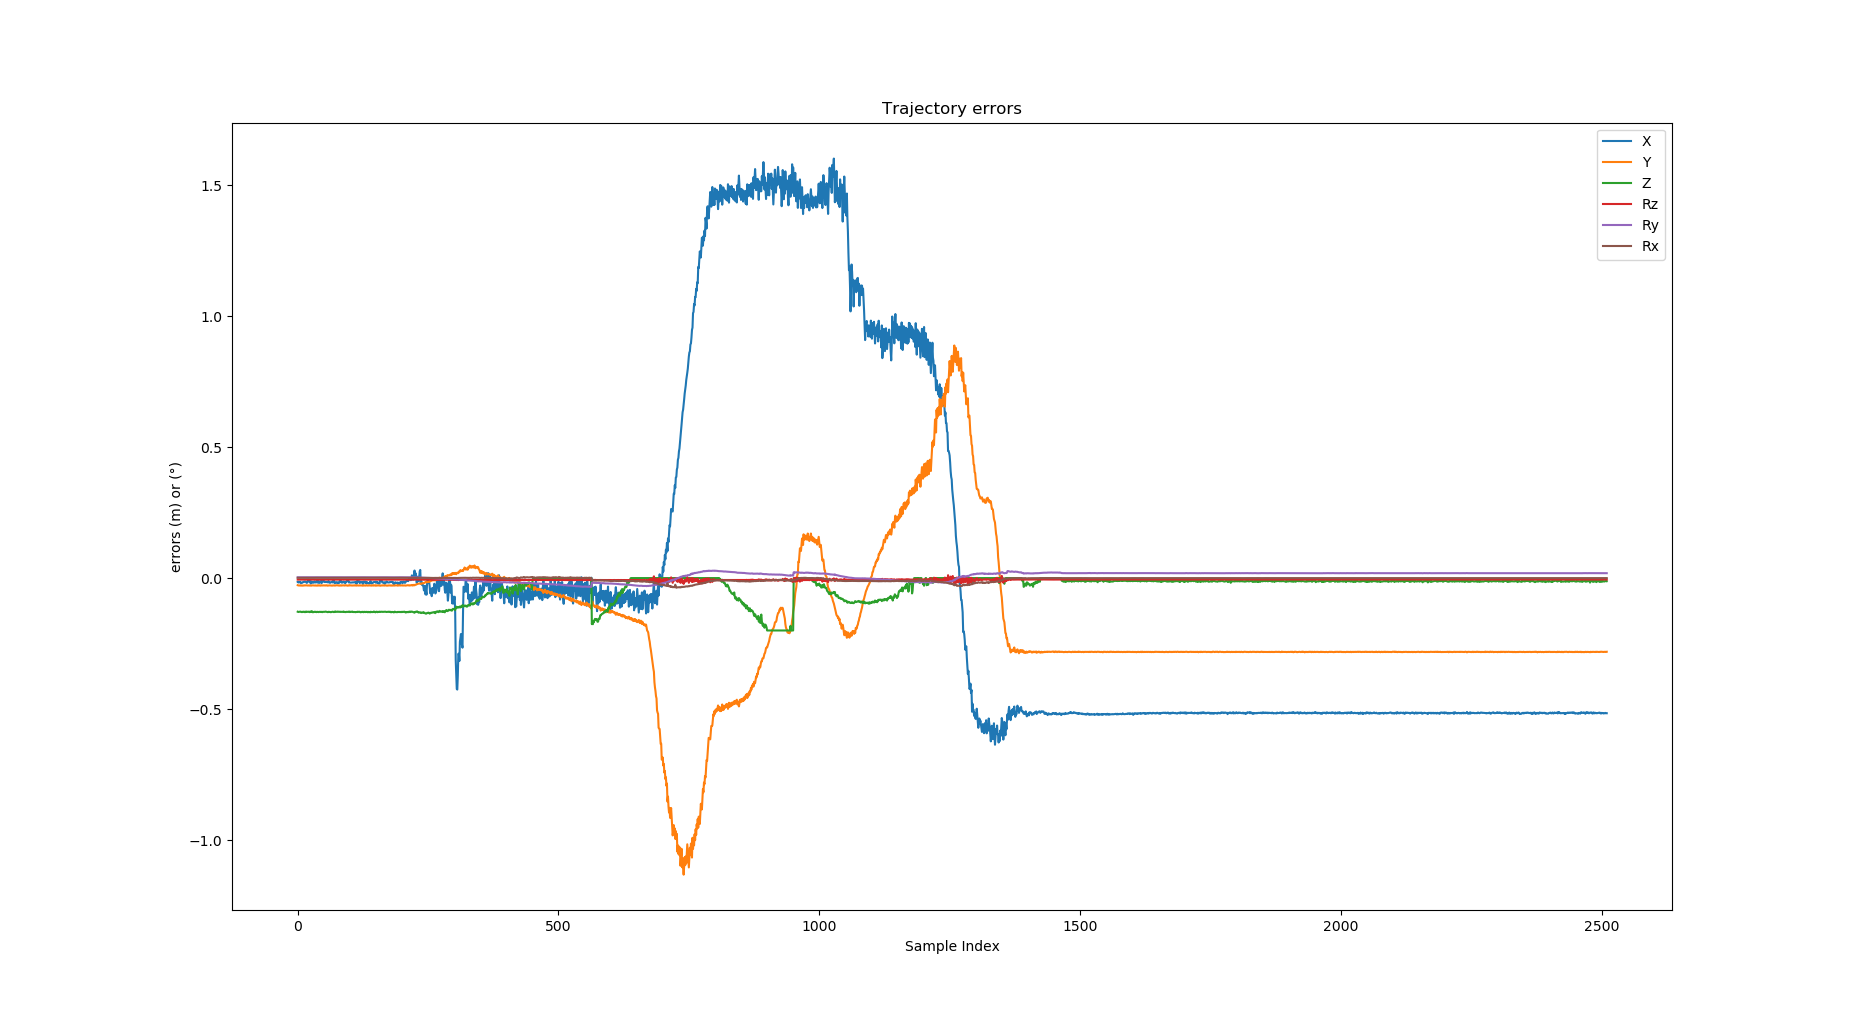 Trajectory errors
X
Y
Z
Rz
Ry
Rx
1.5
1.0
0.5
0.0
−0.5
−1.0
errors (m) or (°)
0
500
1000
1500
2000
2500
Sample Index